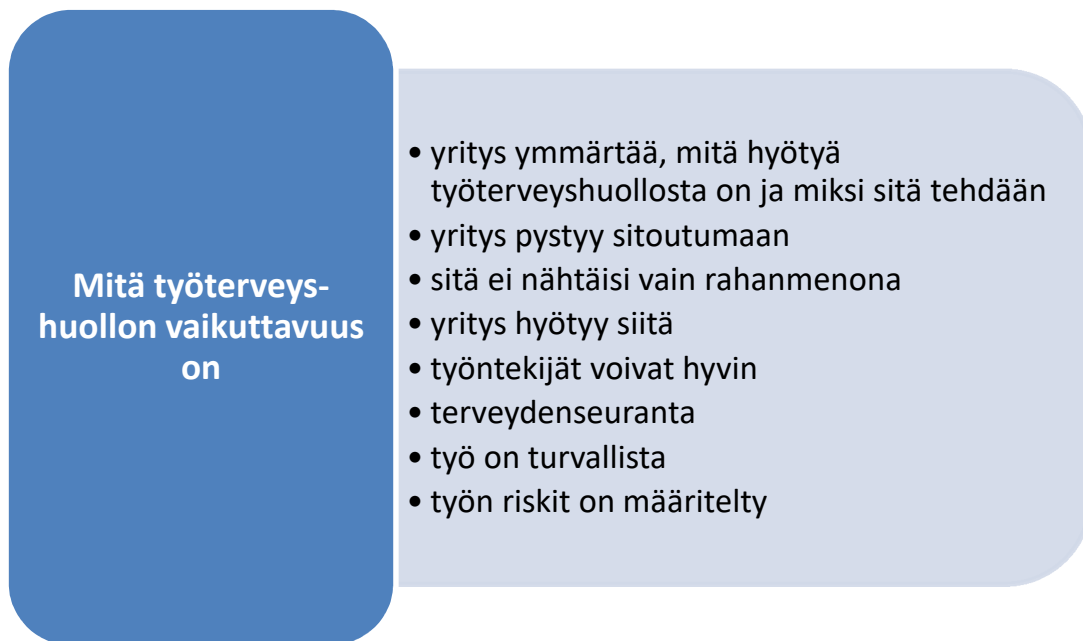 Mitä työterveys-
huollon vaikuttavuus
on
• yritys ymmärtää, mitä hyötyä
työterveyshuollosta on ja miksi sitä tehdään
• yritys pystyy sitoutumaan
• sitä ei nähtäisi vain rahanmenona
• yritys hyötyy siitä
• työntekijät voivat hyvin
• terveydenseuranta
• työ on turvallista
• työn riskit on määritelty